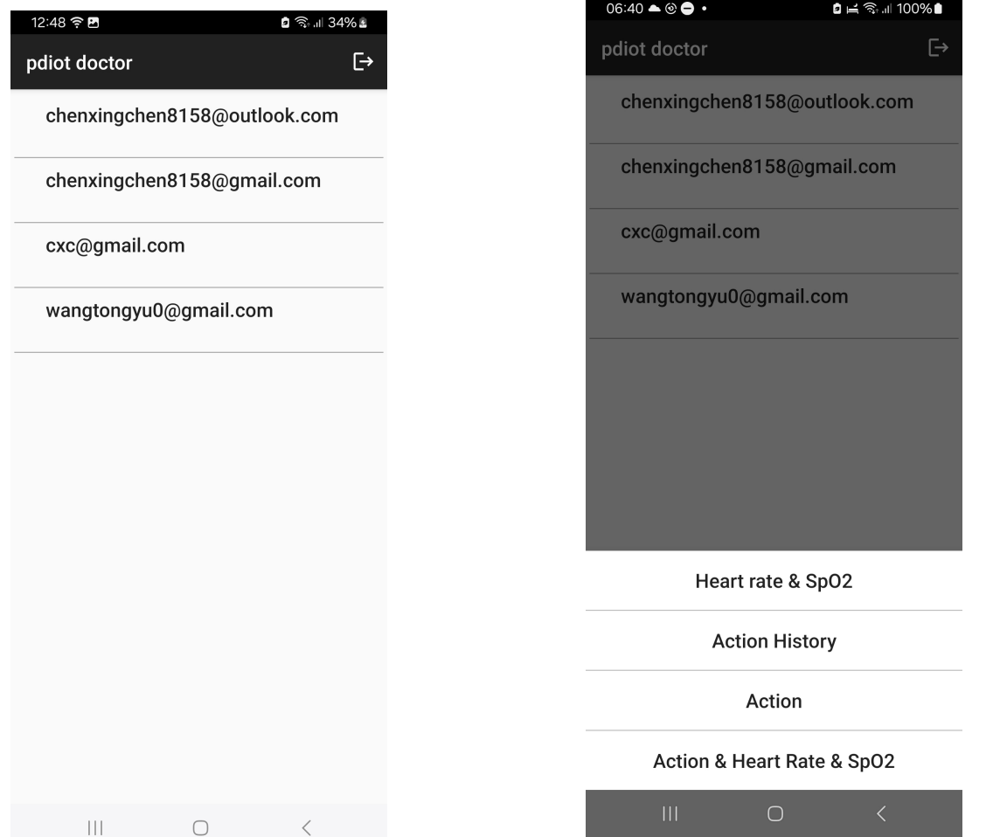 12:48 34%
pdiot doctor
chenxingchen8158@outlook.com
chenxingchen8158@gmail.com
cxc@gmail.com
wangtongyu0@gmail.com
06:40 100%
pdiot doctor
chenxingchen8158@outlook.com
chenxingchen8158@gmail.com
cxc@gmail.com
wangtongyu0@gmail.com
Heart rate & SpO2
Action History
Action
Action & Heart Rate & SpO2